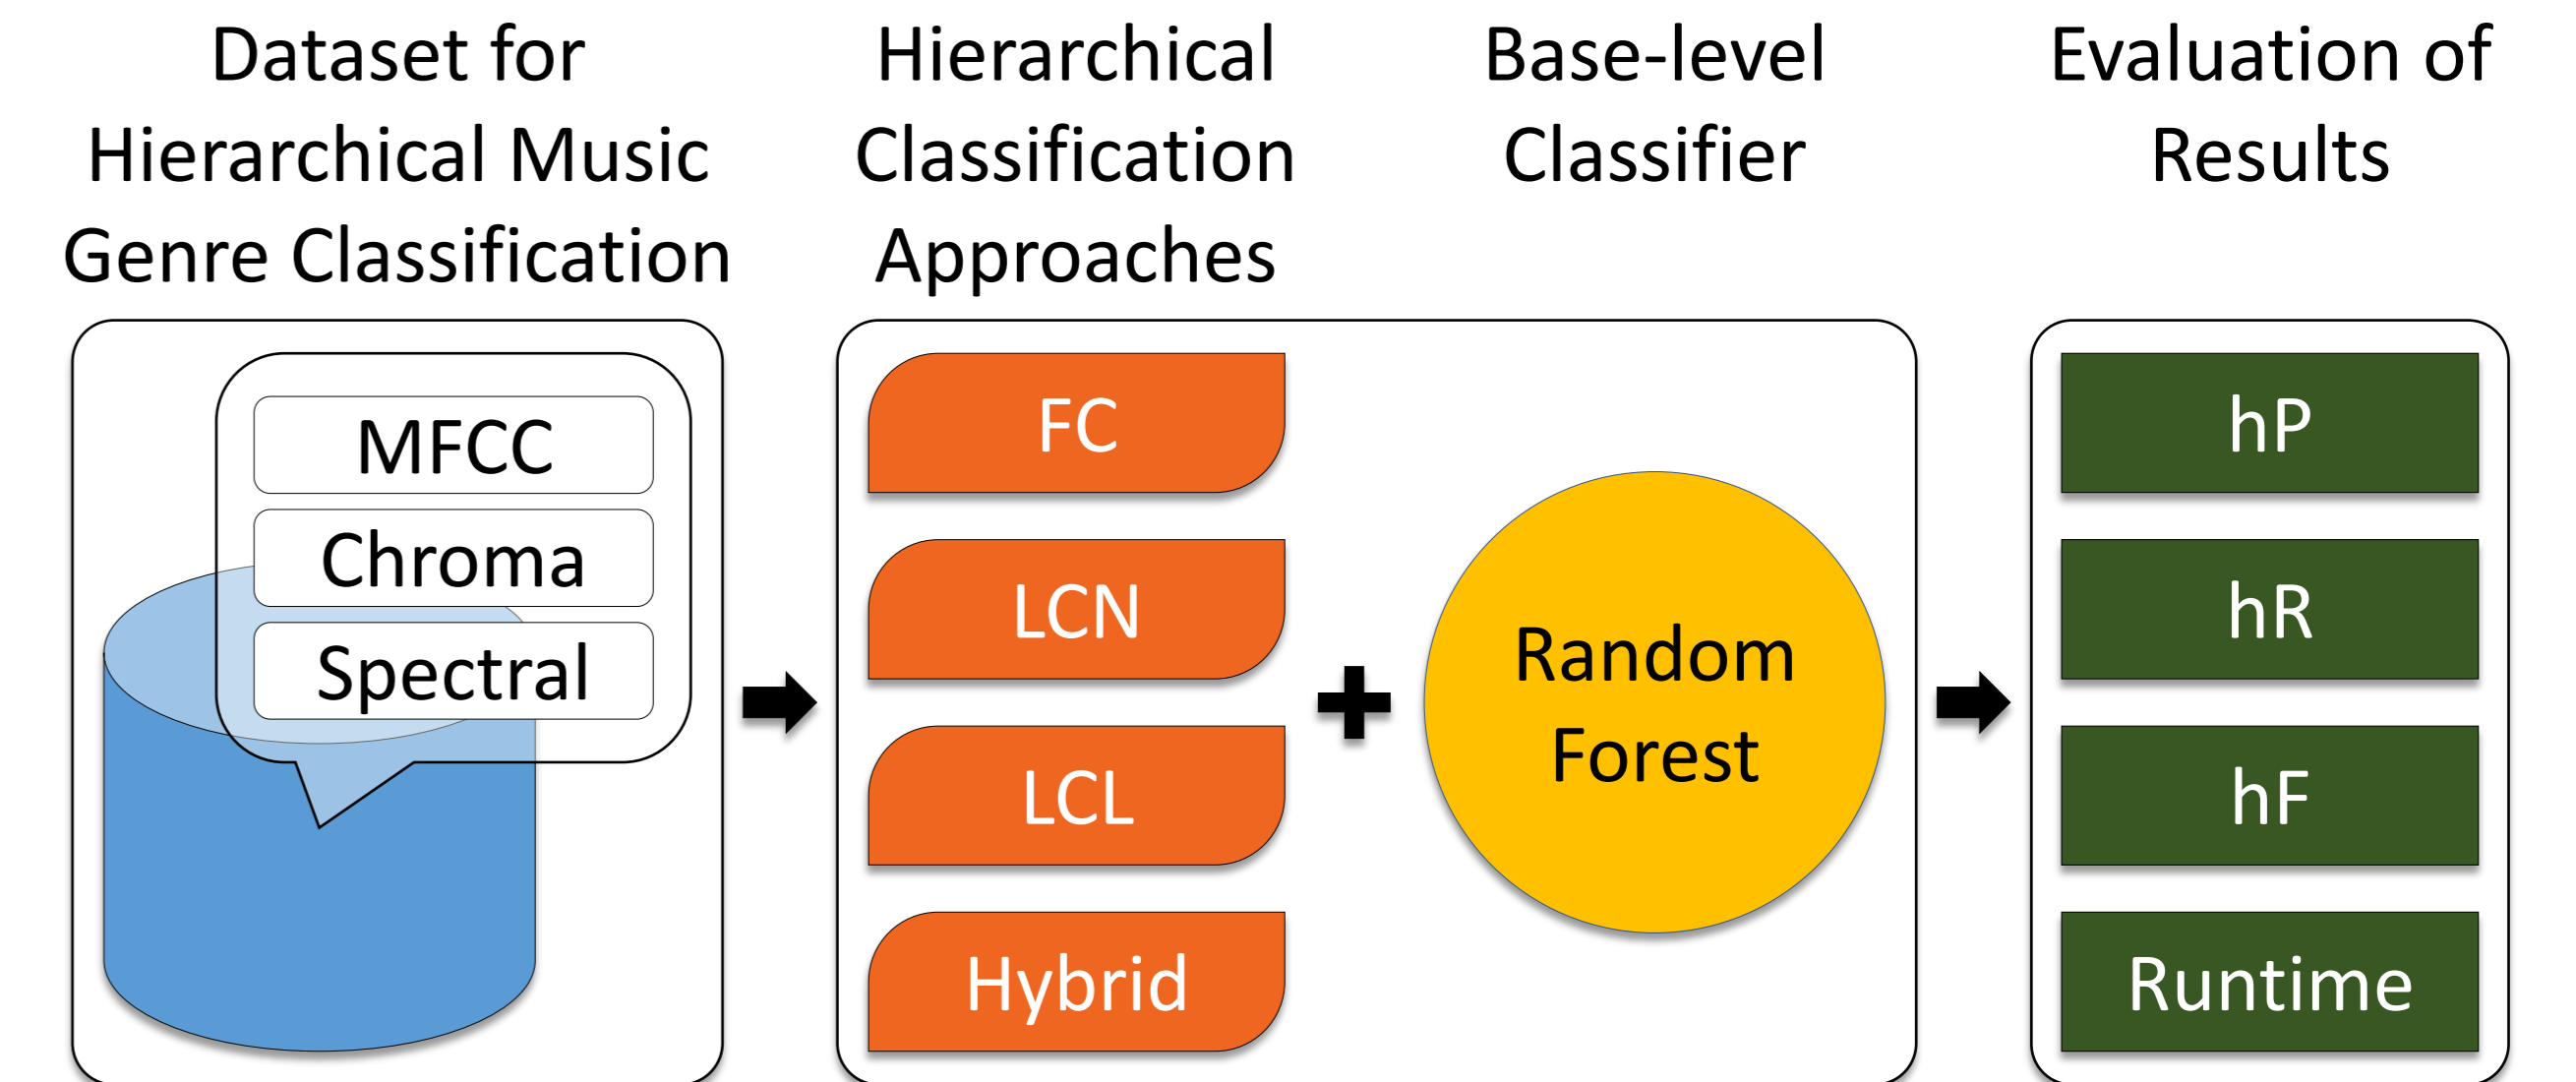 Dataset for
Hierarchical Music
Genre Classification
Hierarchical
Classification
Approaches
Base-level
Classifier
Evaluation of
Results
MFCC
Chroma
Spectral
FC
LCN
LCL
Hybrid
Random
Forest
hP
hR
hF
Runtime